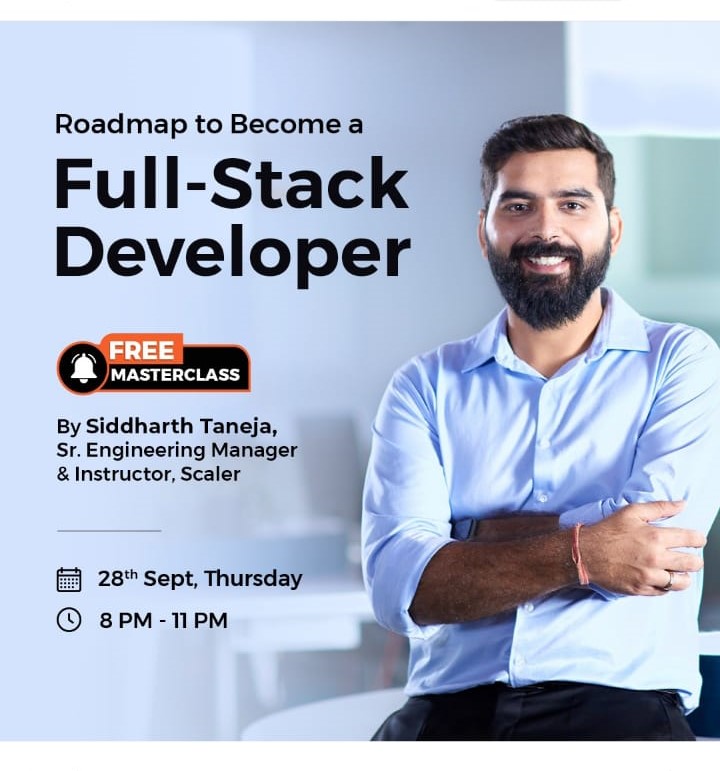 Roadmap to Become a
Full-Stack
Developer
FREE
MASTERCLASS
By Siddharth Taneja,
Sr. Engineering Manager
& Instructor, Scaler
28th Sept, Thursday
8 PM - 11 PM